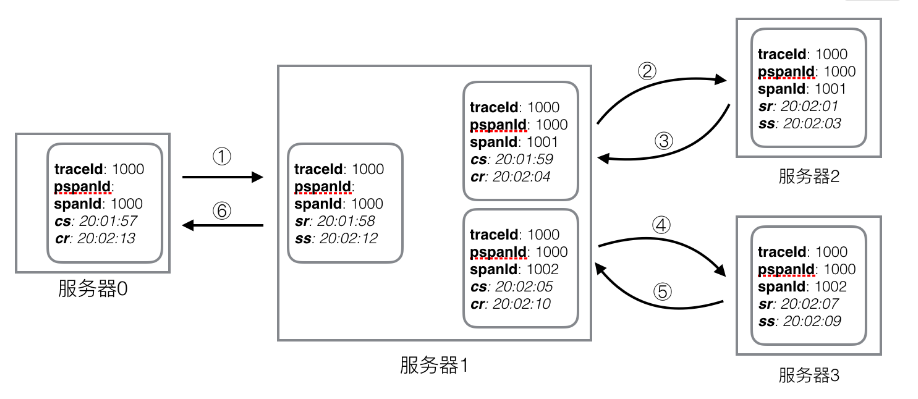 traceId: 1000
pspanId:
spanId: 1000
cs: 20:01:57
cr: 20:02:13
服务器0
①
⑥
traceId: 1000
pspanId:
spanId: 1000
sr: 20:01:58
ss: 20:02:12
traceId: 1000
pspanId: 1000
spanId: 1001
cs: 20:01:59
cr: 20:02:04
traceId: 1000
pspanId: 1000
spanId: 1002
cs: 20:02:05
cr: 20:02:10
服务器1
②
③
traceId: 1000
pspanId: 1000
spanId: 1001
sr: 20:02:01
ss: 20:02:03
服务器2
④
⑤
traceId: 1000
pspanId: 1000
spanId: 1002
sr: 20:02:07
ss: 20:02:09
服务器3